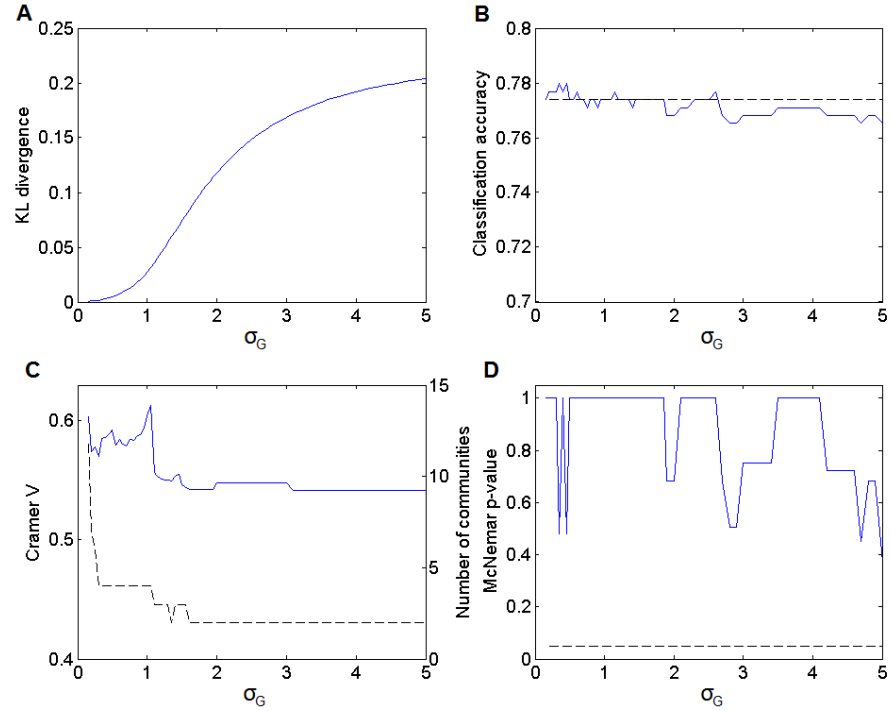 A
KL divergence
0.25
0.2
0.15
0.1
0.05
0
0 1 2 3 4 5
σG
B
Classification accuracy
0.8
0.78
0.76
0.74
0.72
0.7
0 1 2 3 4 5
σG
C
Cramer V
0.6
0.5
0.4
0 1 2 3 4 5
σG
15
10
5
0
Number of communities
D
McNemar p-value
1
0.8
0.6
0.4
0.2
0
0 1 2 3 4 5
σG